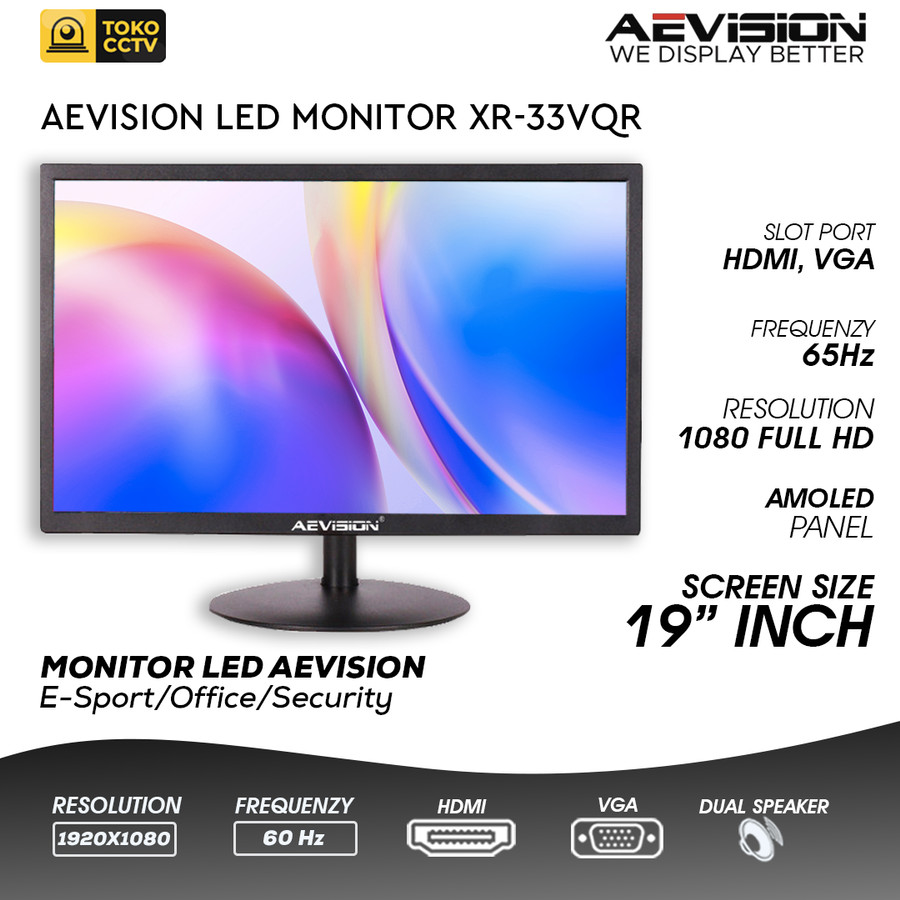 TOKO
CCTV
AEVISION
WE DISPLAY BETTER
AEVISION LED MONITOR XR-33VQR
SLOT PORT
HDMI, VGA
FREQUENZY
65Hz
RESOLUTION
1080 FULL HD
AMOLED
PANEL
SCREEN SIZE
19” INCH
AEVISION®
MONITOR LED AEVISION
E-Sport/Office/Security
RESOLUTION
1920X1080
FREQUENZY
60 Hz
HDMI
VGA
DUAL SPEAKER